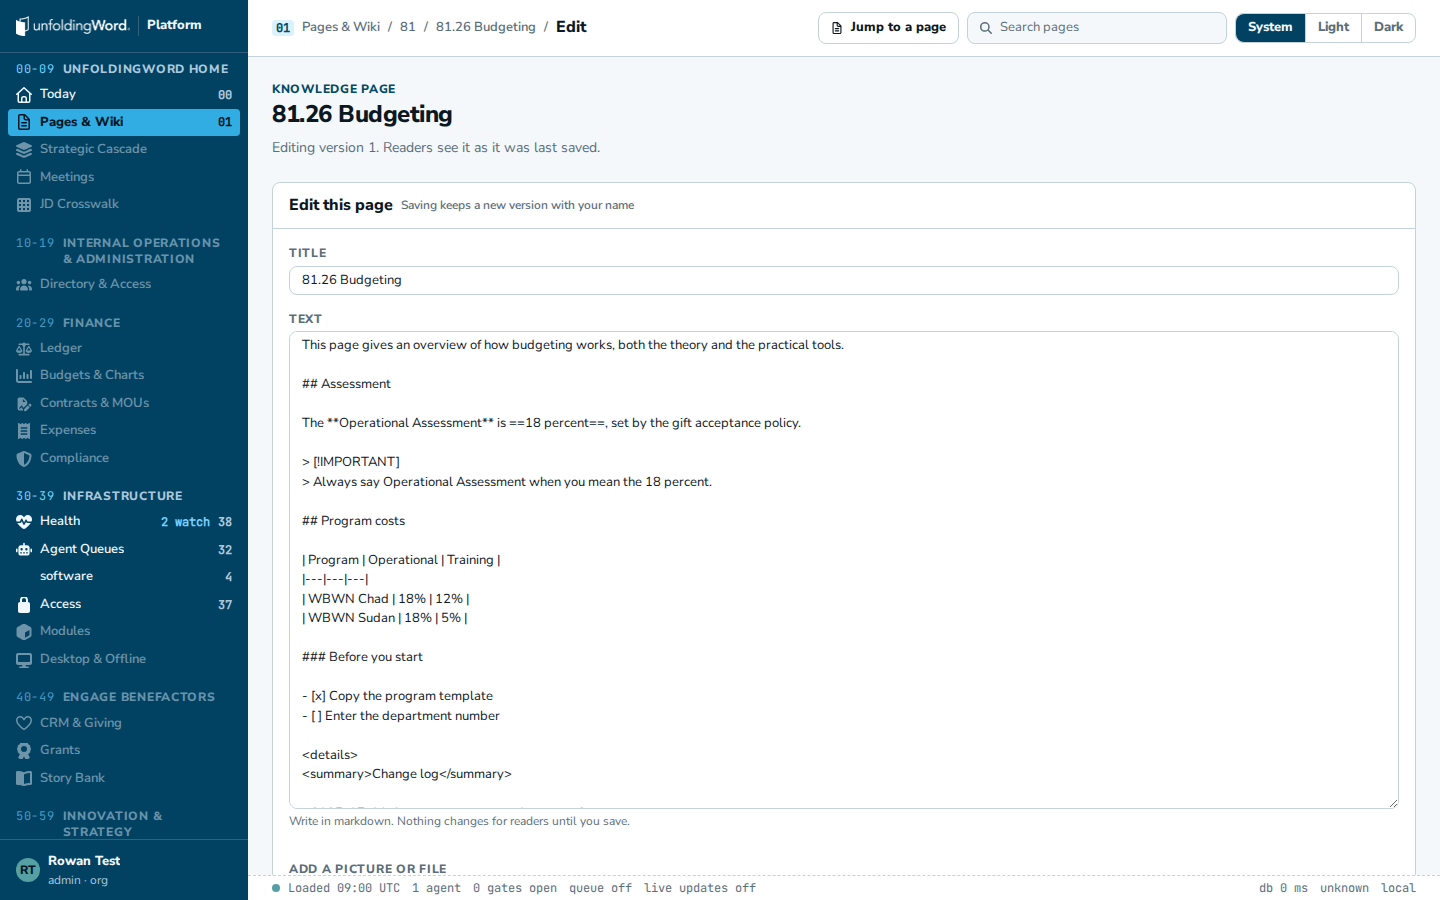 unfoldingWord. Platform
00-09 UNFOLDINGWORD HOME
Today 00
Pages & Wiki 01
Strategic Cascade
Meetings
JD Crosswalk
10-19 INTERNAL OPERATIONS
& ADMINISTRATION
Directory & Access
20-29 FINANCE
Ledger
Budgets & Charts
Contracts & MOUs
Expenses
Compliance
30-39 INFRASTRUCTURE
Health 2 watch 38
Agent Queues 32
software 4
Access 37
Modules
Desktop & Offline
40-49 ENGAGE BENEFACTORS
CRM & Giving
Grants
Story Bank
50-59 INNOVATION &
STRATEGY
RT Rowan Test
admin · org
01 Pages & Wiki / 81 / 81.26 Budgeting / Edit
Jump to a page
Search pages
System Light Dark
KNOWLEDGE PAGE
81.26 Budgeting
Editing version 1. Readers see it as it was last saved.
Edit this page Saving keeps a new version with your name
TITLE
81.26 Budgeting
TEXT
This page gives an overview of how budgeting works, both the theory and the practical tools.
## Assessment
The **Operational Assessment** is ==18 percent==, set by the gift acceptance policy.
> [!IMPORTANT]
> Always say Operational Assessment when you mean the 18 percent.
## Program costs
| Program | Operational | Training |
|---|---|---|
| WBWN Chad | 18% | 12% |
| WBWN Sudan | 18% | 5% |
### Before you start
- [x] Copy the program template
- [ ] Enter the department number
<details>
<summary>Change log</summary>
Write in markdown. Nothing changes for readers until you save.
ADD A PICTURE OR FILE
Loaded 09:00 UTC 1 agent 0 gates open queue off live updates off
db 0 ms unknown local